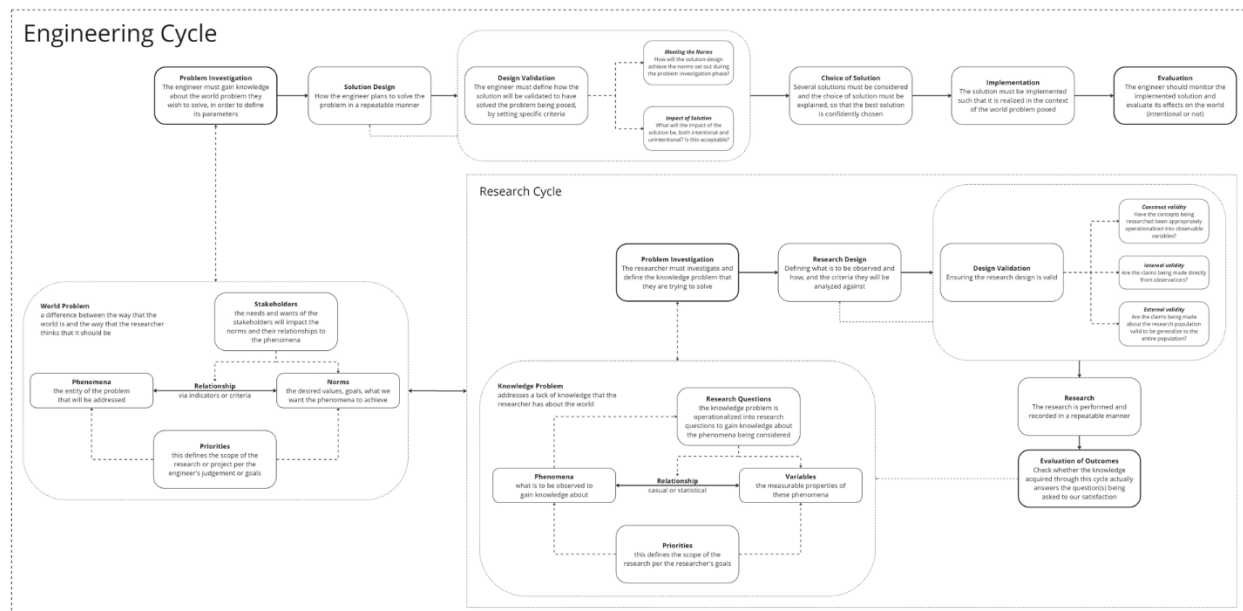 Engineering Cycle
Problem Investigation
The engineer must gain knowledge
about the world problem they
wish to solve, in order to define
its parameters
Solution Design
How the engineer plans to solve the
problem in a repeatable manner
Design Validation
The engineer must define how the
solution will be validated to have
solved the problem being posed,
by setting specific criteria
Meeting the Norms
How will the solution design
achieve the norms set out during
the problem investigation phase?
Impact of Solution
What will the impact of the
solution be, both intentional and
unintentional? Is this acceptable?
Choice of Solution
Several solutions must be considered
and the choice of solution must be
explained, so that the best solution
is confidently chosen
Implementation
The solution must be implemented
such that it is realized in the context
of the world problem posed
Evaluation
The engineer should monitor the
implemented solution and
evaluate its effects on the world
(intentional or not)
World Problem
a difference between the way that the
world is and the way that the researcher
thinks that it should be
Stakeholders
the needs and wants of the
stakeholders will impact the
norms and their relationships to
the phenomena
Phenomena
the entity of the problem
that will be addressed
Relationship
via indicators or criteria
Norms
the desired values, goals, what we
want the phenomena to achieve
Priorities
this defines the scope of the
research or project per the
engineer's judgement or goals
Research Cycle
Problem Investigation
The researcher must investigate and
define the knowledge problem that
they are trying to solve
Research Design
Defining what is to be observed and
how, and the criteria they will be
analyzed against
Design Validation
Ensuring the research design is valid
Construct validity
Have the concepts being
researched been appropriately
operationalized into observable
variables?
Internal validity
Are the claims being made directly
from observations?
External validity
Are the claims being made
about the research population
valid to be generalize to the
entire population?
Research
The research is performed and
recorded in a repeatable manner
Evaluation of Outcomes
Check whether the knowledge
acquired through this cycle actually
answers the question(s) being
asked to our satisfaction
Knowledge Problem
addresses a lack of knowledge that the
researcher has about the world
Research Questions
the knowledge problem is
operationalized into research
questions to gain knowledge about
the phenomena being considered
Phenomena
what is to be observed to
gain knowledge about
Relationship
casual or statistical
Variables
the measurable properties of
these phenomena
Priorities
this defines the scope of the
research per the researcher's goals